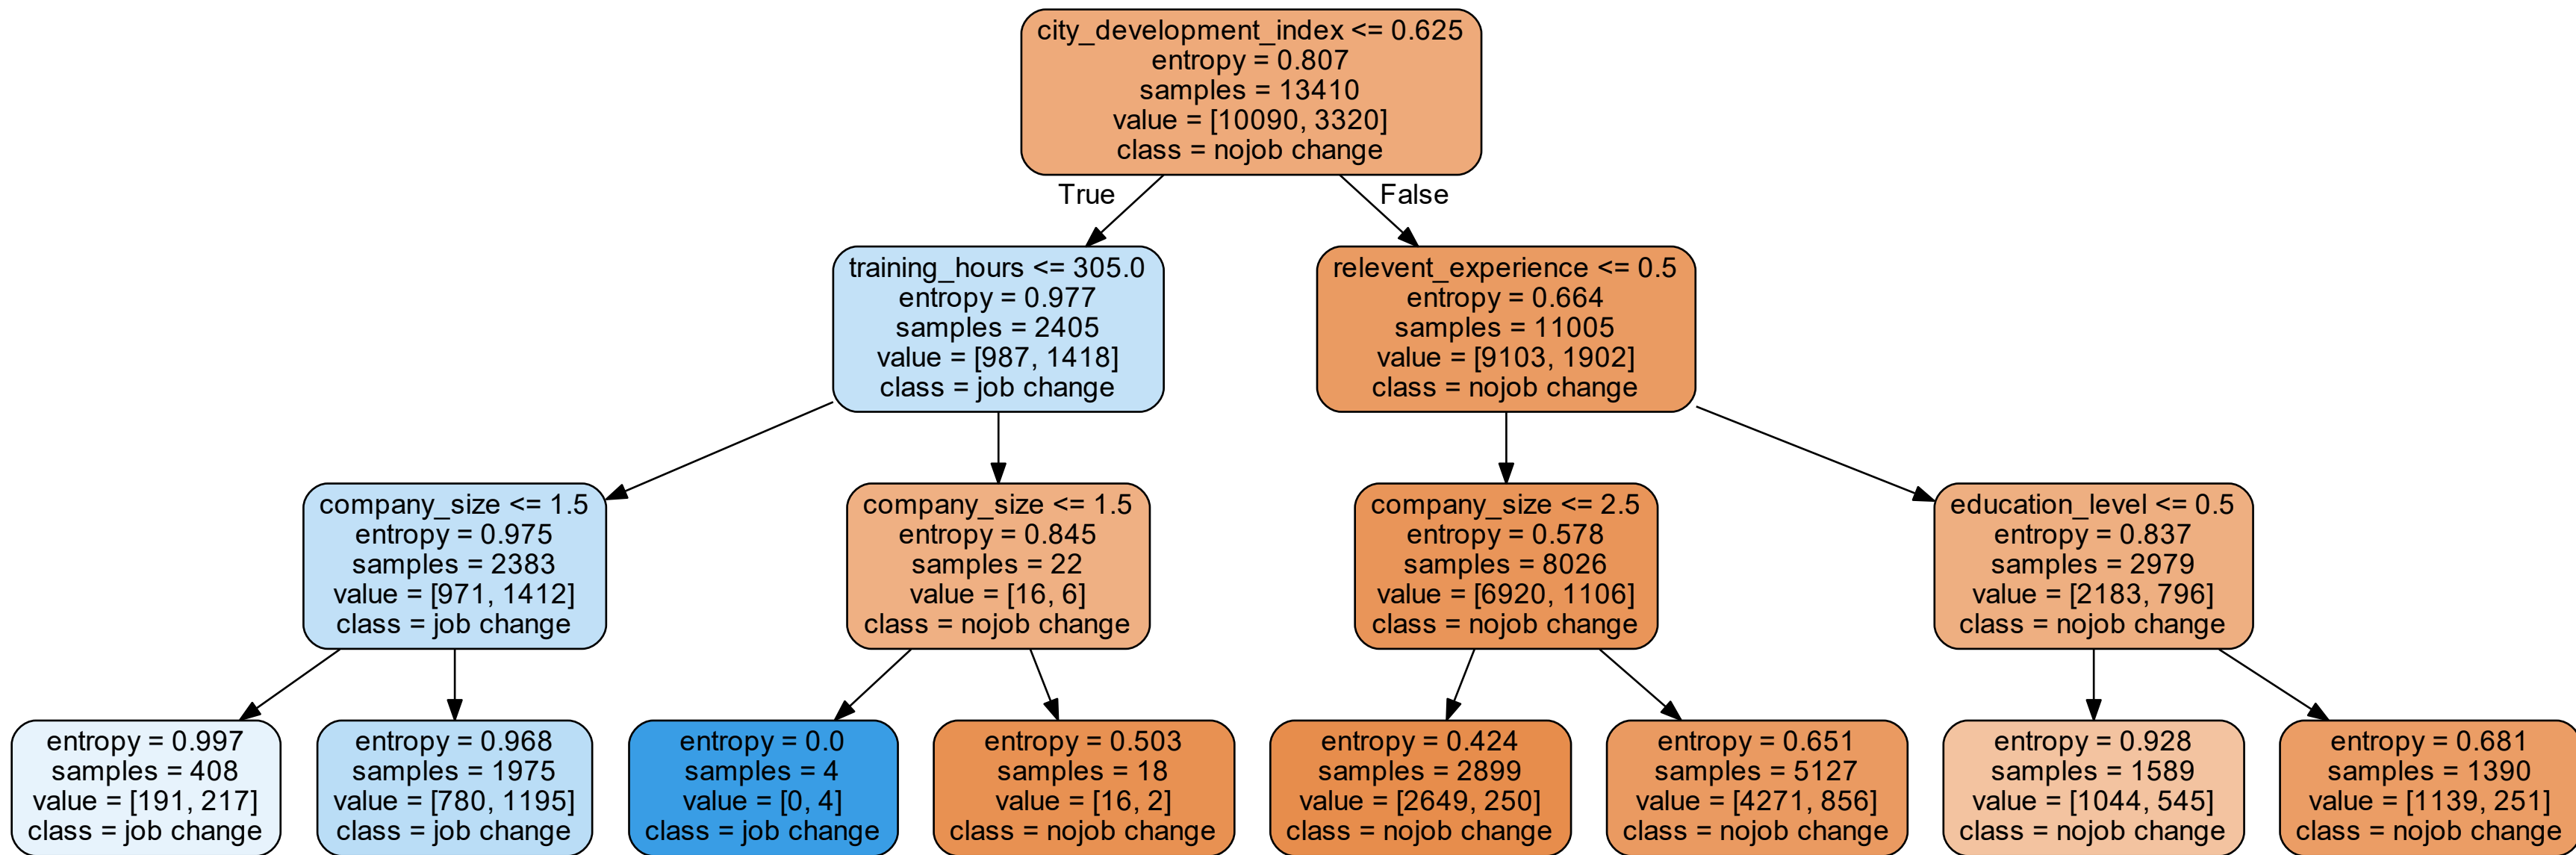 city_development_index <= 0.625
entropy = 0.807
samples = 13410
value = [10090, 3320]
class = nojob change
True
False
training_hours <= 305.0
entropy = 0.977
samples = 2405
value = [987, 1418]
class = job change
relevent_experience <= 0.5
entropy = 0.664
samples = 11005
value = [9103, 1902]
class = nojob change
company_size <= 1.5
entropy = 0.975
samples = 2383
value = [971, 1412]
class = job change
company_size <= 1.5
entropy = 0.845
samples = 22
value = [16, 6]
class = nojob change
company_size <= 2.5
entropy = 0.578
samples = 8026
value = [6920, 1106]
class = nojob change
education_level <= 0.5
entropy = 0.837
samples = 2979
value = [2183, 796]
class = nojob change
entropy = 0.997
samples = 408
value = [191, 217]
class = job change
entropy = 0.968
samples = 1975
value = [780, 1195]
class = job change
entropy = 0.0
samples = 4
value = [0, 4]
class = job change
entropy = 0.503
samples = 18
value = [16, 2]
class = nojob change
entropy = 0.424
samples = 2899
value = [2649, 250]
class = nojob change
entropy = 0.651
samples = 5127
value = [4271, 856]
class = nojob change
entropy = 0.928
samples = 1589
value = [1044, 545]
class = nojob change
entropy = 0.681
samples = 1390
value = [1139, 251]
class = nojob change